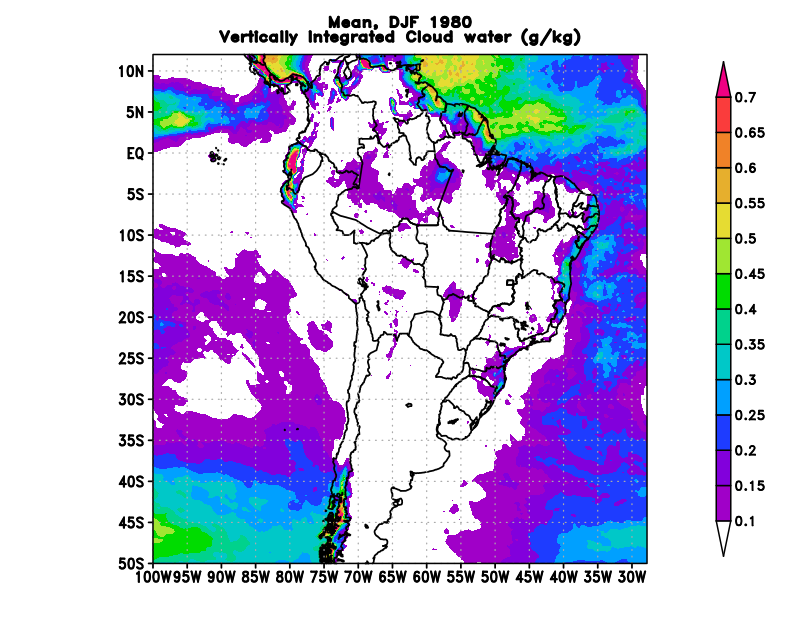 Mean, DJF 1980
Vertically Integrated Cloud water (g/kg)
10N
5N
EQ
5S
10S
15S
20S
25S
30S
35S
40S
45S
50S
100W 95W 90W 85W 80W 75W 70W 65W 60W 55W 50W 45W 40W 35W 30W
0.7
0.65
0.6
0.55
0.5
0.45
0.4
0.35
0.3
0.25
0.2
0.15
0.1